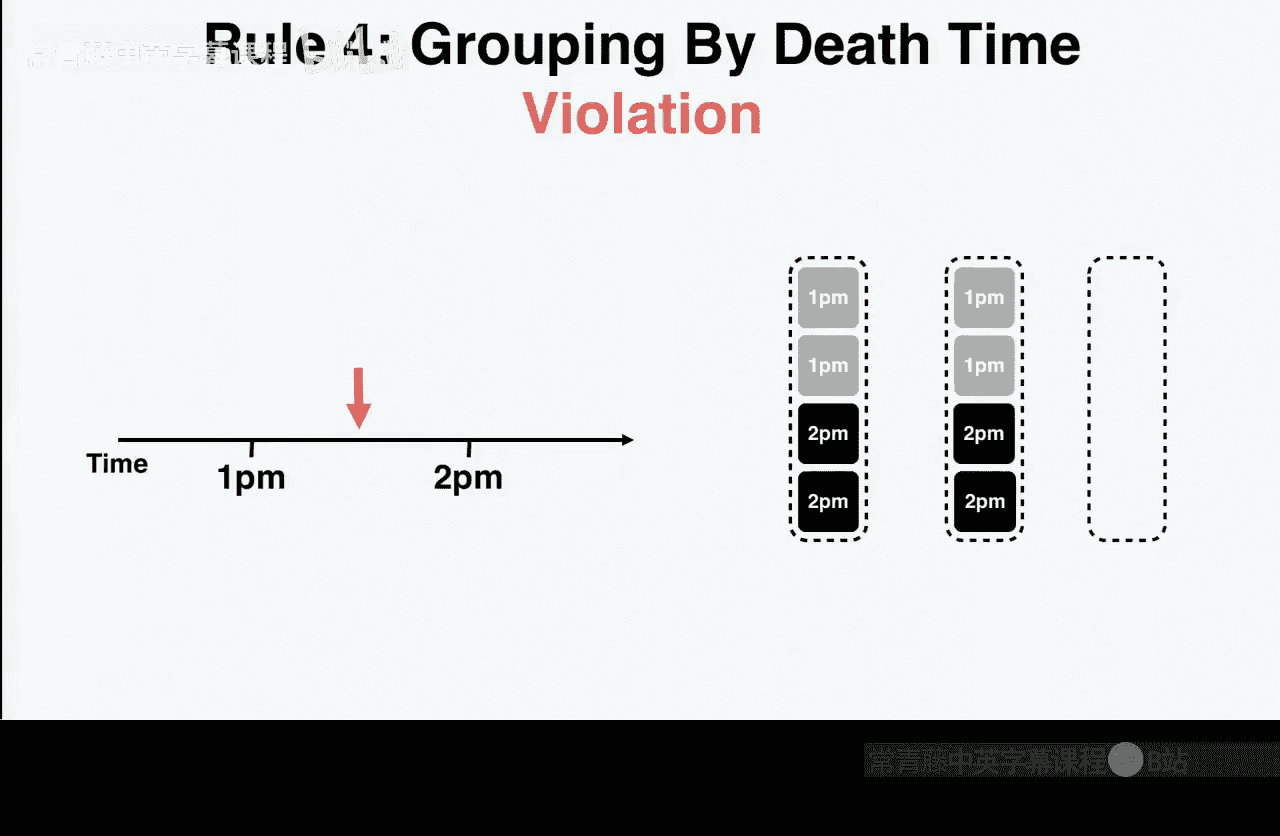 Rule 4: Grouping By Death Time
Violation
1pm 1pm
1pm 1pm
2pm 2pm
2pm 2pm
Time
1pm 2pm
常青藤中英字幕课程 B站